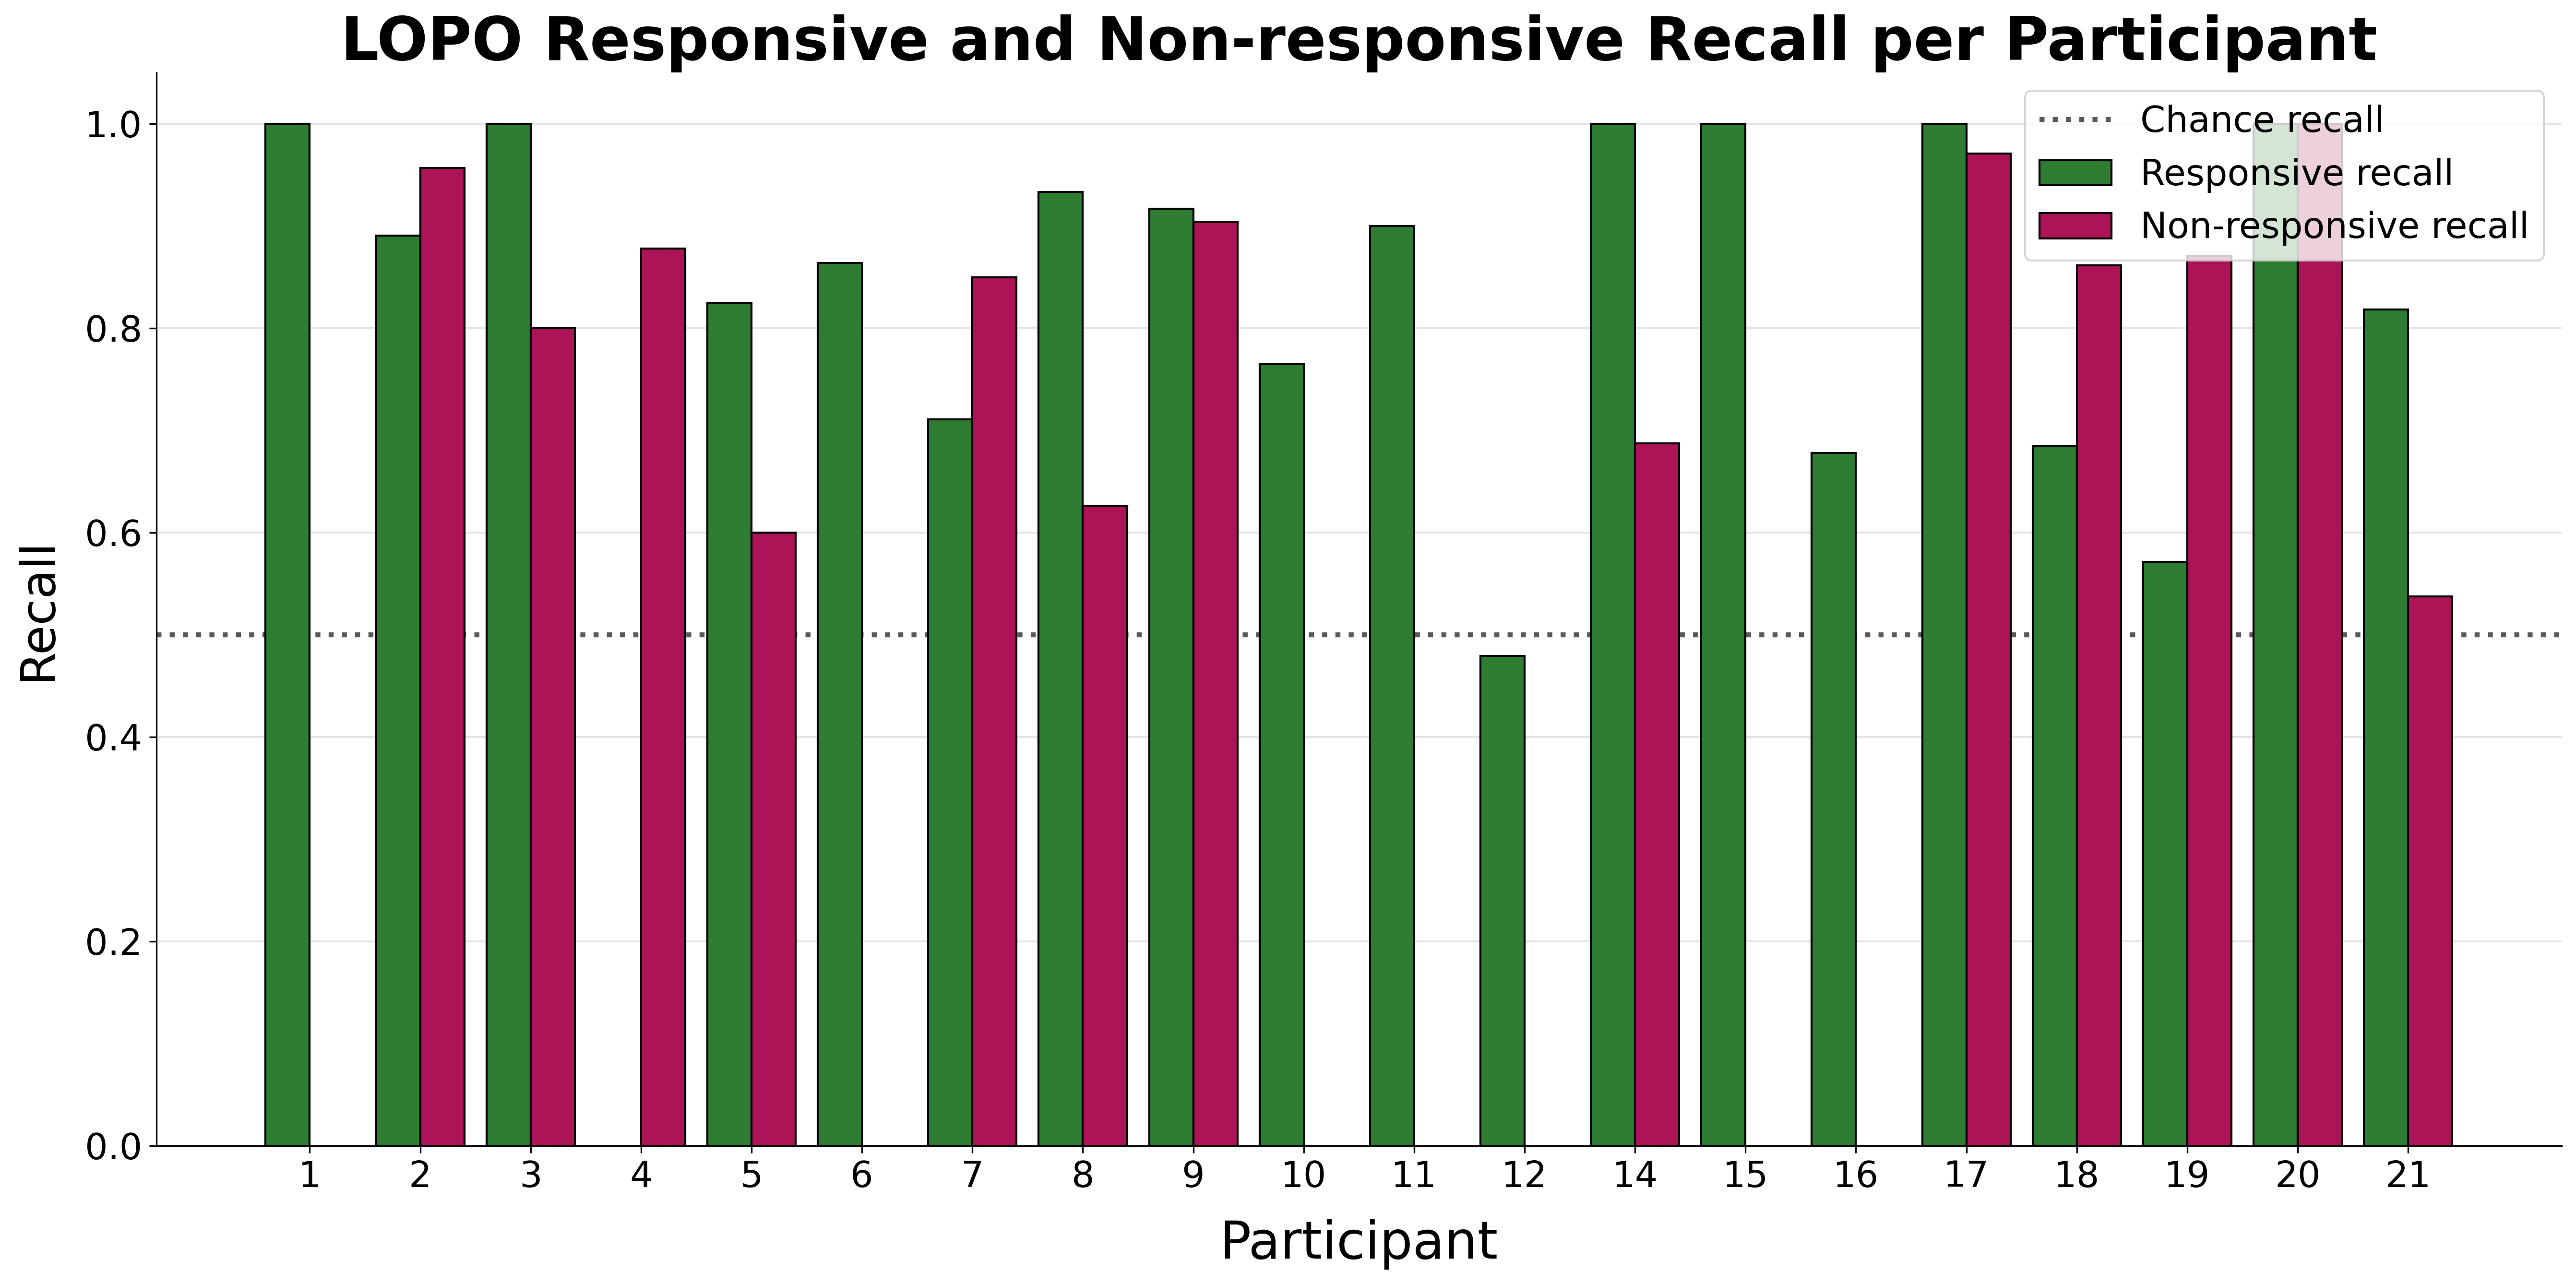 LOPO Responsive and Non-responsive Recall per Participant
Chance recall
Responsive recall
Non-responsive recall
1.0
0.8
0.6
0.4
0.2
0.0
Recall
1 2 3 4 5 6 7 8 9 10 11 12 14 15 16 17 18 19 20 21
Participant